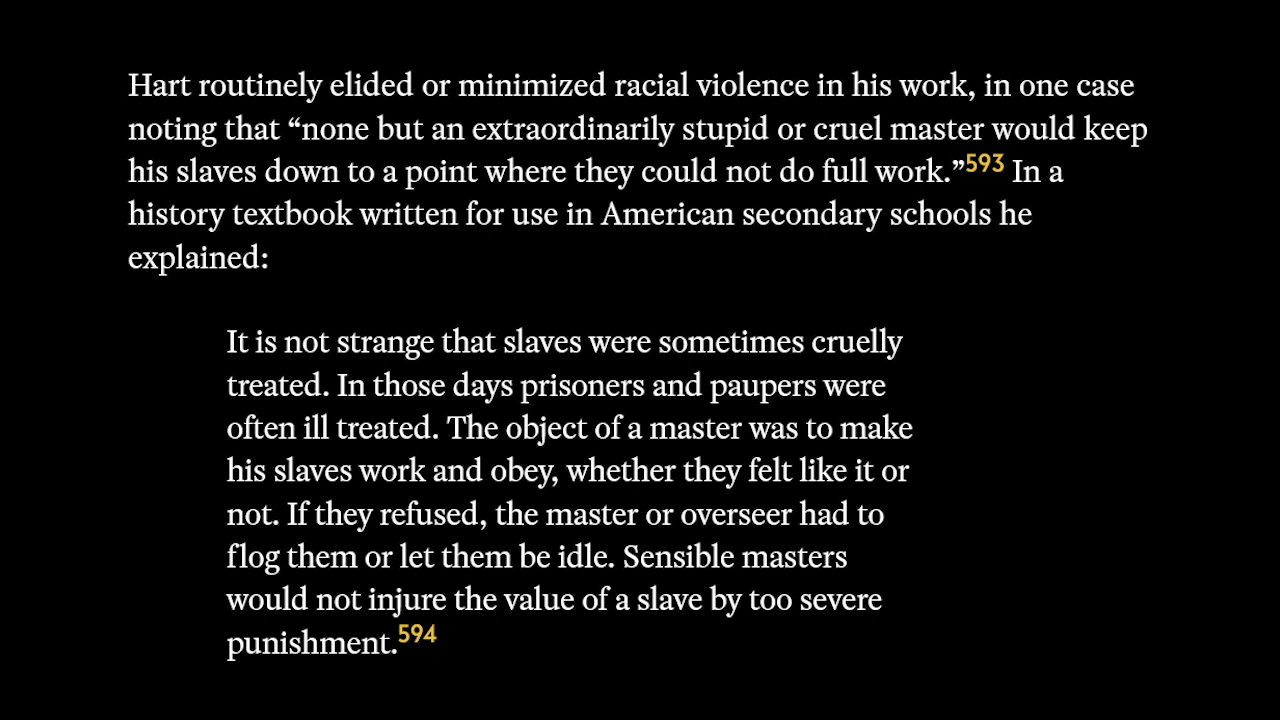 Hart routinely elided or minimized racial violence in his work, in one case
noting that “none but an extraordinarily stupid or cruel master would keep
his slaves down to a point where they could not do full work.”593 In a
history textbook written for use in American secondary schools he
explained:
It is not strange that slaves were sometimes cruelly
treated. In those days prisoners and paupers were
often ill treated. The object of a master was to make
his slaves work and obey, whether they felt like it or
not. If they refused, the master or overseer had to
flog them or let them be idle. Sensible masters
would not injure the value of a slave by too severe
punishment.594